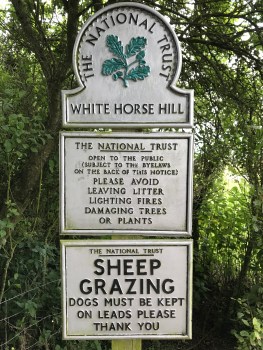 THE NATIONAL TRUST
WHITE HORSE HILL
THE NATIONAL TRUST
OPEN TO THE PUBLIC
(SUBJECT TO THE BYELAWS
ON THE BACK OF THIS NOTICE)
PLEASE AVOID
LEAVING LITTER
LIGHTING FIRES
DAMAGING TREES
OR PLANTS
THE NATIONAL TRUST
SHEEP
GRAZING
DOGS MUST BE KEPT
ON LEADS PLEASE
THANK YOU